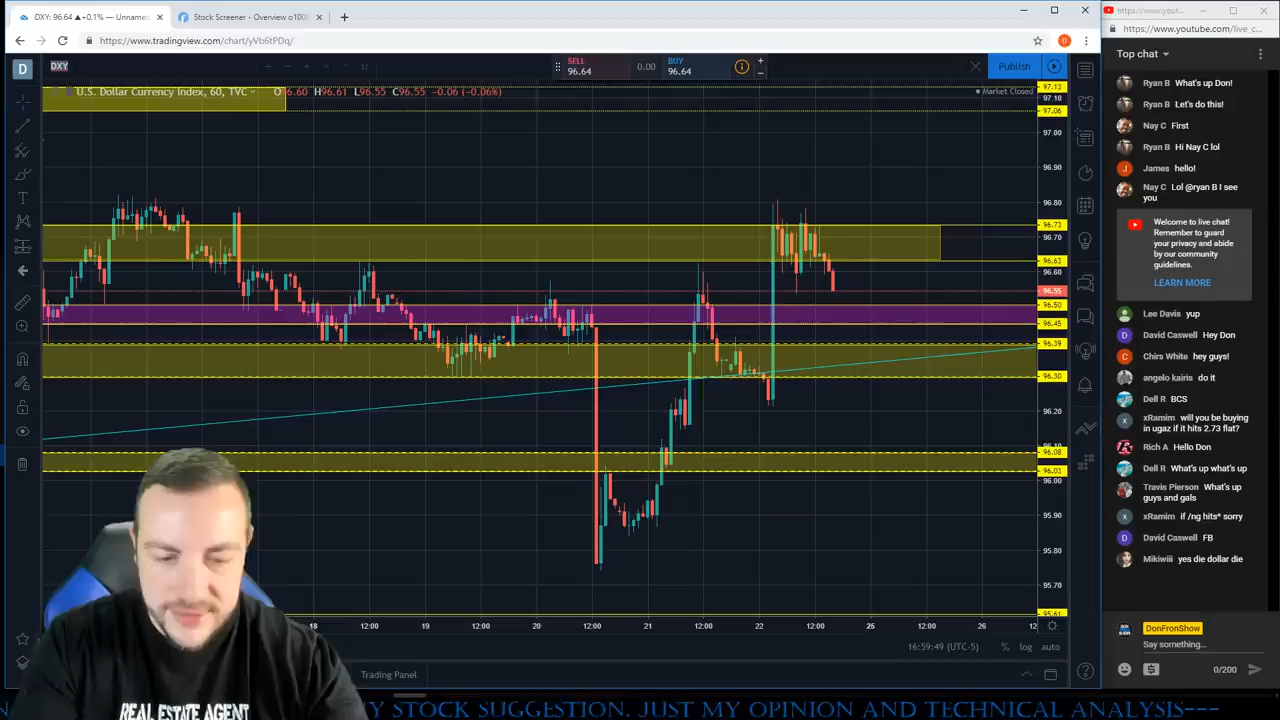 DXY: 96.64 ▲+0.1% — Unname
Stock Screener - Overview o100
https://www.tradingview.com/chart/yVb6tPDq/
D
D
DXY
SELL
96.64
0.00
BUY
96.64
Publish
U.S. Dollar Currency Index, 60, TVC
H96.61 L96.55 C96.55 -0.06 (-0.06%)
Market Closed
97.13
97.10
97.06
97.00
96.90
96.80
96.73
96.70
96.63
96.60
96.55
96.50
96.45
96.39
96.30
96.20
96.08
96.03
96.00
95.90
95.80
95.70
95.61
18 12:00 19 12:00 20 12:00 21 12:00 22 12:00 25 12:00 26 12
16:59:49 (UTC-5) % log auto
Trading Panel
REAL ESTATE AGENT
Y STOCK SUGGESTION. JUST MY OPINION AND TECHNICAL ANALYSIS---
https://www.yout...
https://www.youtube.com/live_c...
Top chat
Ryan B What's up Don!
Ryan B Let's do this!
Nay C First
Ryan B Hi Nay C lol
James hello!
Nay C Lol @ryan B I see
you
Welcome to live chat!
Remember to guard
your privacy and abide
by our community
guidelines.
LEARN MORE
Lee Davis yup
David Caswell Hey Don
Chirs White hey guys!
angelo kairis do it
Dell R BCS
xRamim will you be buying
in ugaz if it hits 2.73 flat?
Rich A Hello Don
Dell R What's up what's up
Travis Pierson What's up
guys and gals
xRamim if /ng hits* sorry
David Caswell FB
Mikiwiii yes die dollar die
DonFronShow
Say something...
0/200